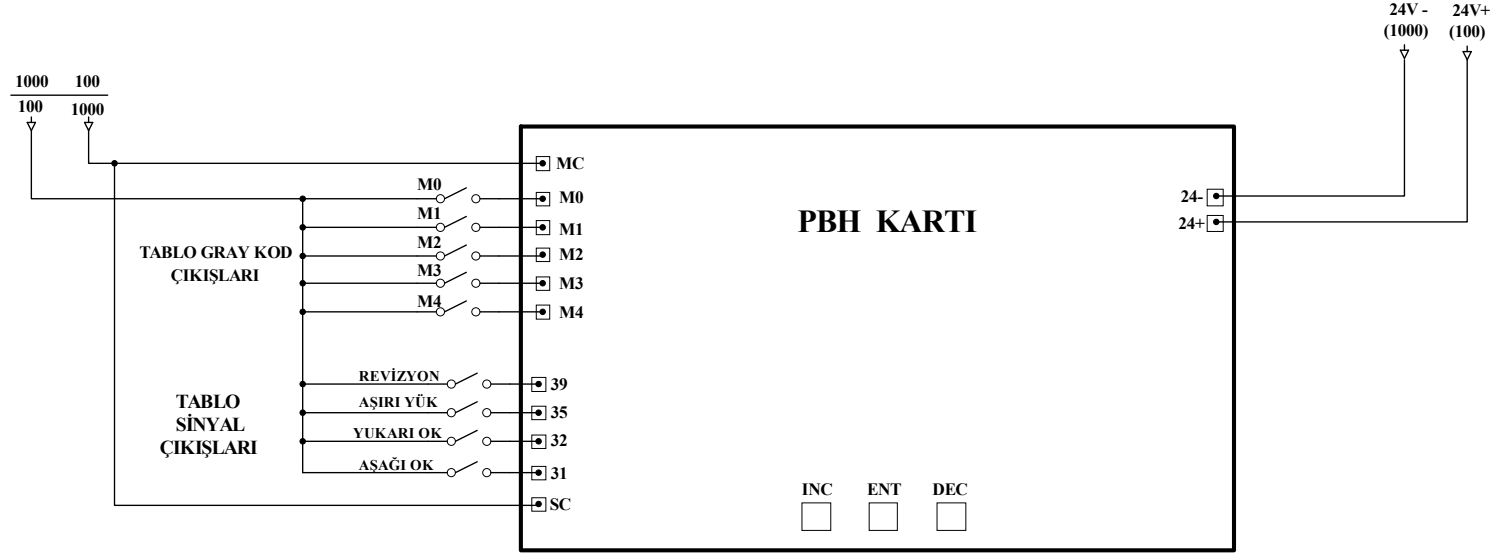 24V - 24V+
(1000) (100)
1000 100
100 1000
MC
M0 M0
M1 M1
M2 M2
M3 M3
M4 M4
TABLO GRAY KOD
ÇIKIŞLARI
PBH KARTI
24-
24+
REVİZYON 39
AŞIRI YÜK 35
YUKARI OK 32
AŞAĞI OK 31
SC
TABLO
SİNYAL
ÇIKIŞLARI
INC ENT DEC